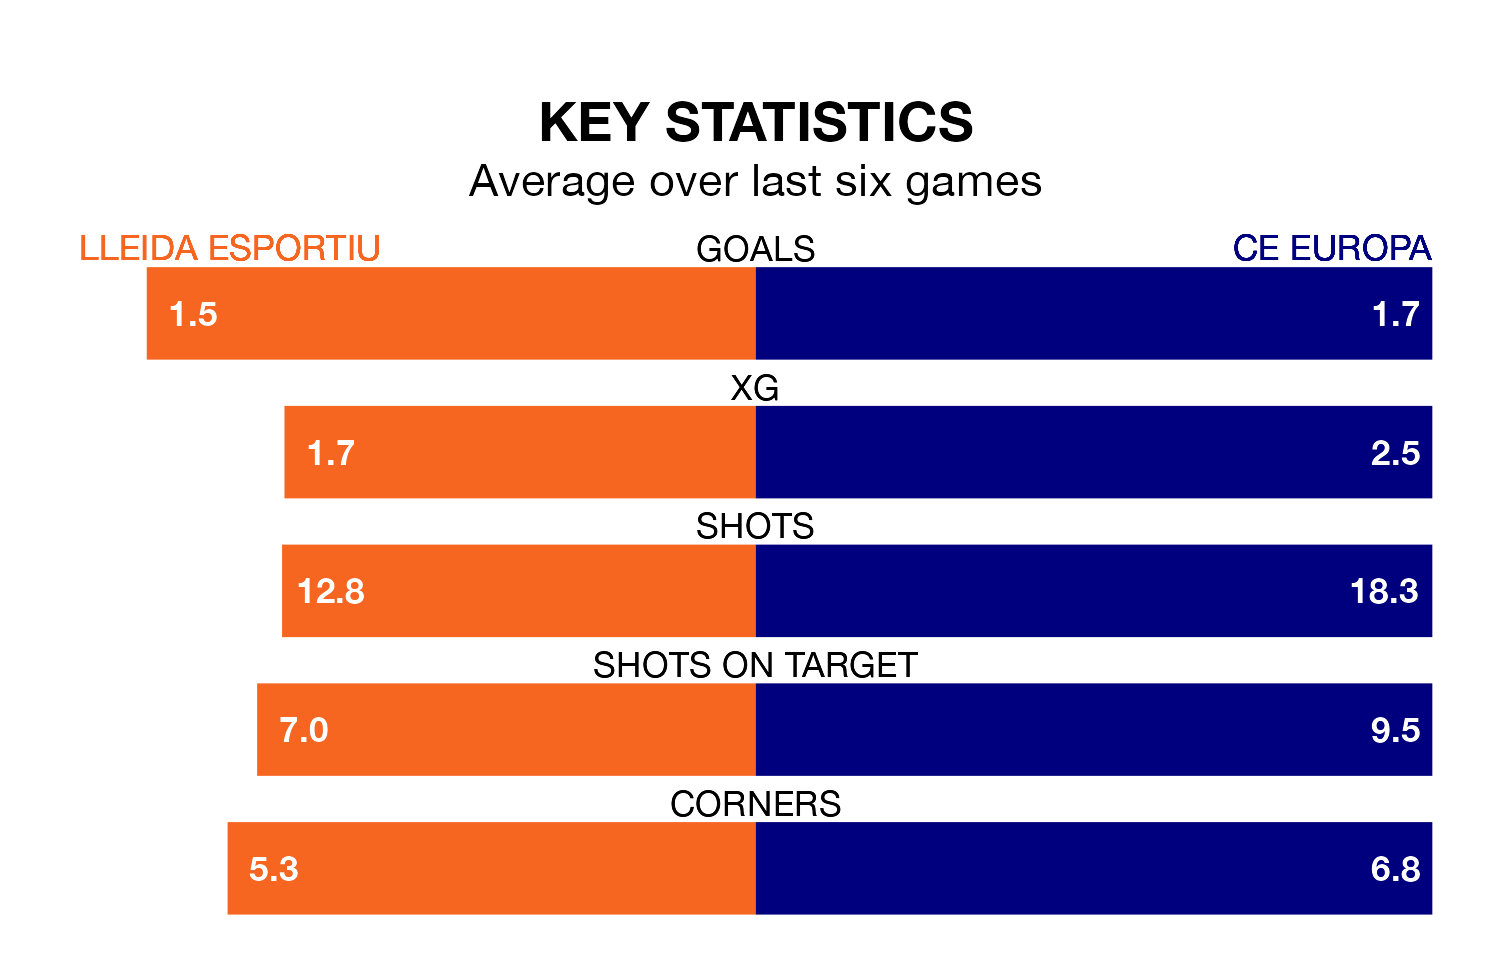 KEY STATISTICS
Average over last six games
LLEIDA ESPORTIU GOALS CE EUROPA
1.5 1.7
XG
1.7 2.5
SHOTS
12.8 18.3
SHOTS ON TARGET
7.0 9.5
CORNERS
5.3 6.8